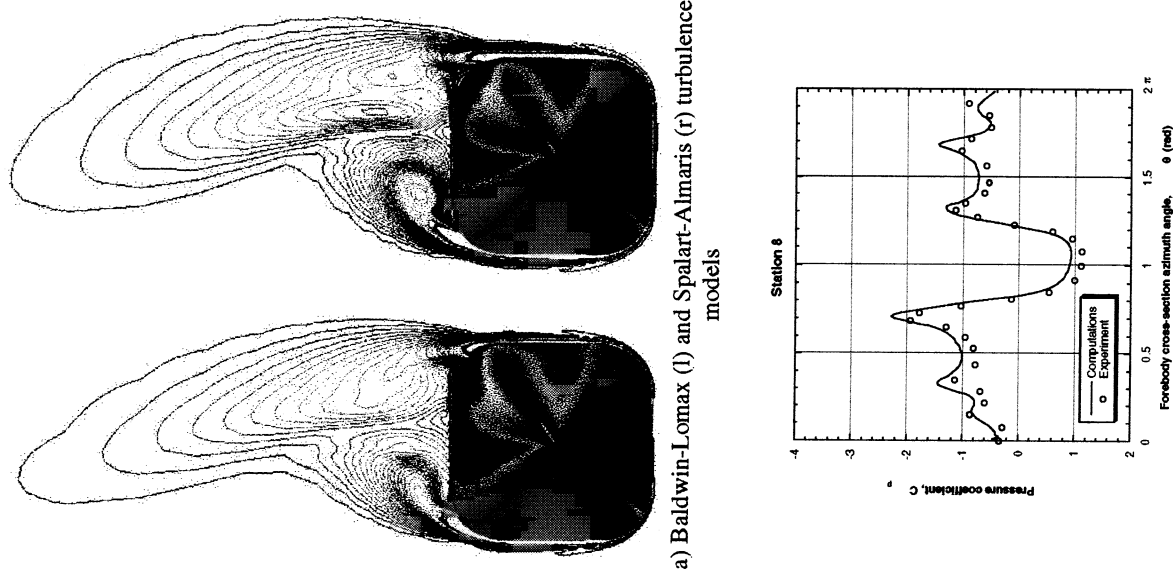 a) Baldwin-Lomax (l) and Spalart-Almaris (r) turbulence
models
Station 8
-4
-3
-2
-1
0
1
2
Pressure coefficient, C p
Computations
Experiment
0
0.5
1
1.5
2 π
Forebody cross-section azimuth angle, θ (red)